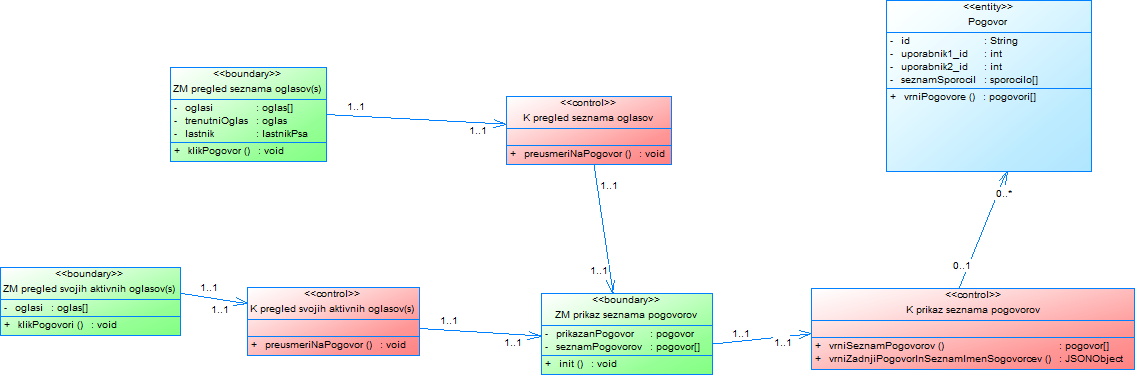 <<entity>>
Pogovor
- id : String
- uporabnik1_id : int
- uporabnik2_id : int
- seznamSporocil : sporocilo[]
+ vrniPogovore () : pogovori[]
<<boundary>>
ZM pregled seznama oglasov(s)
- oglasi : oglas[]
- trenutniOglas : oglas
- lastnik : lastnikPsa
+ klikPogovor () : void
1..1
1..1
<<control>>
K pregled seznama oglasov
+ preusmeriNaPogovor () : void
1..1
1..1
0..*
0..1
<<boundary>>
ZM pregled svojih aktivnih oglasov(s)
- oglasi : oglas[]
+ klikPogovori () : void
1..1
1..1
<<control>>
K pregled svojih aktivnih oglasov(s)
+ preusmeriNaPogovor () : void
1..1
1..1
<<boundary>>
ZM prikaz seznama pogovorov
- prikazanPogovor : pogovor
- seznamPogovorov : pogovor[]
+ init () : void
1..1
1..1
<<control>>
K prikaz seznama pogovorov
+ vrniSeznamPogovorov () : pogovor[]
+ vrniZadnjiPogovorInSeznamImenSogovorcev () : JSONObject